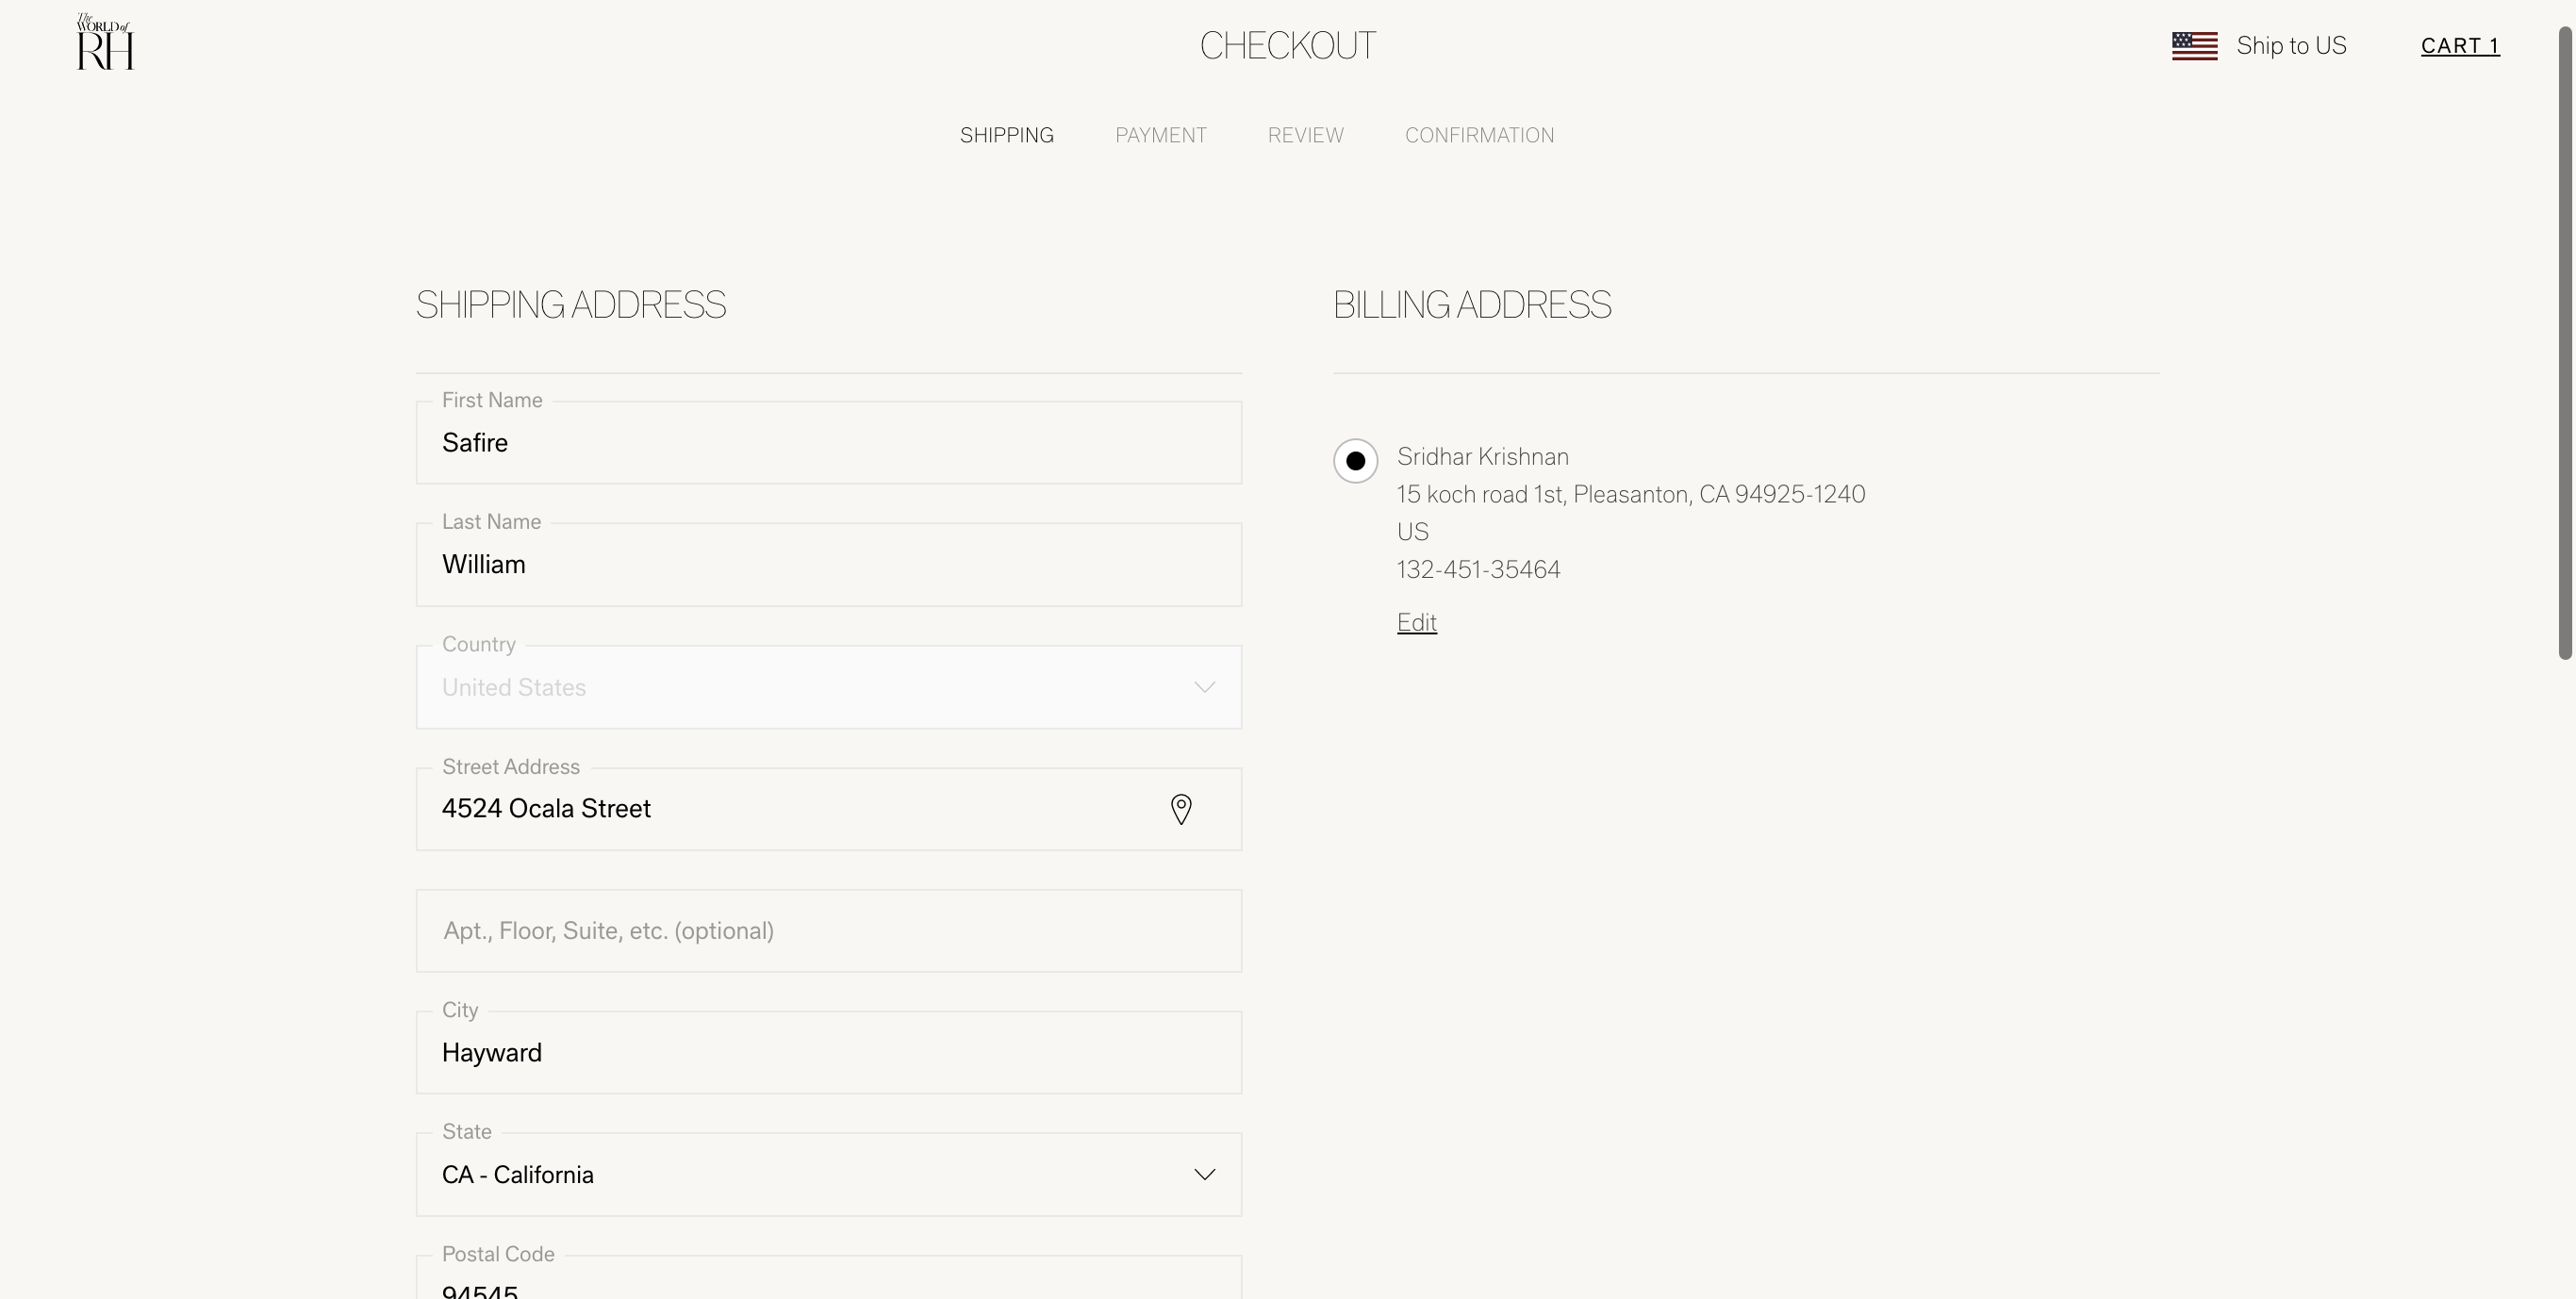 The
WORLD of
RH
CHECKOUT
Ship to US
CART 1
SHIPPING
PAYMENT
REVIEW
CONFIRMATION
SHIPPING ADDRESS
First Name
Safire
Last Name
William
Country
United States
Street Address
4524 Ocala Street
Apt., Floor, Suite, etc. (optional)
City
Hayward
State
CA - California
Postal Code
94545
BILLING ADDRESS
Sridhar Krishnan
15 koch road 1st, Pleasanton, CA 94925-1240
US
132-451-35464
Edit